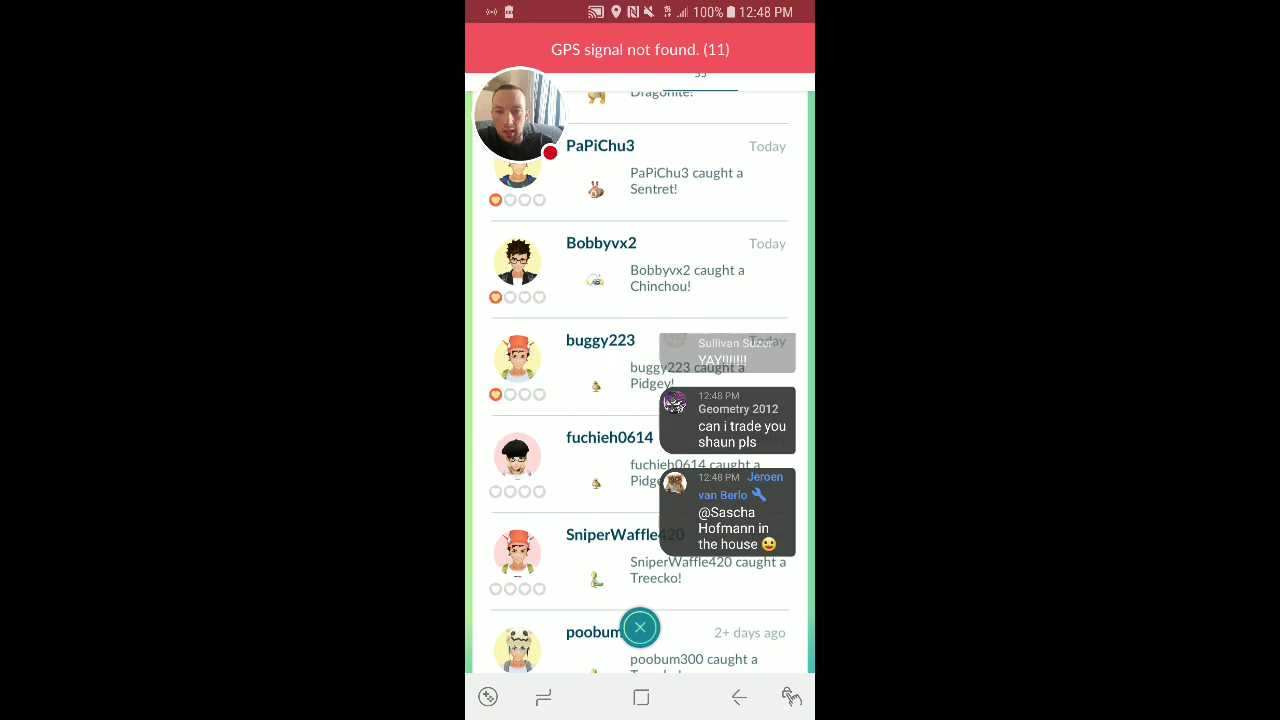 100% 12:48 PM
GPS signal not found. (11)
Dragonite!
PaPiChu3 Today
PaPiChu3 caught a
Sentret!
Bobbyvx2 Today
Bobbyvx2 caught a
Chinchou!
buggy223 Today
buggy223 caught a
Pidgey!
Sullivan Suzor
YAY!!!!!!!
12:48 PM
Geometry 2012
can i trade you
shaun pls
fuchieh0614
fuchieh0614 caught a
12:48 PM Jeroen
van Berlo
@Sascha
Hofmann in
the house
SniperWaffle420
SniperWaffle420 caught a
Treecko!
2+ days ago
poobum300 caught a